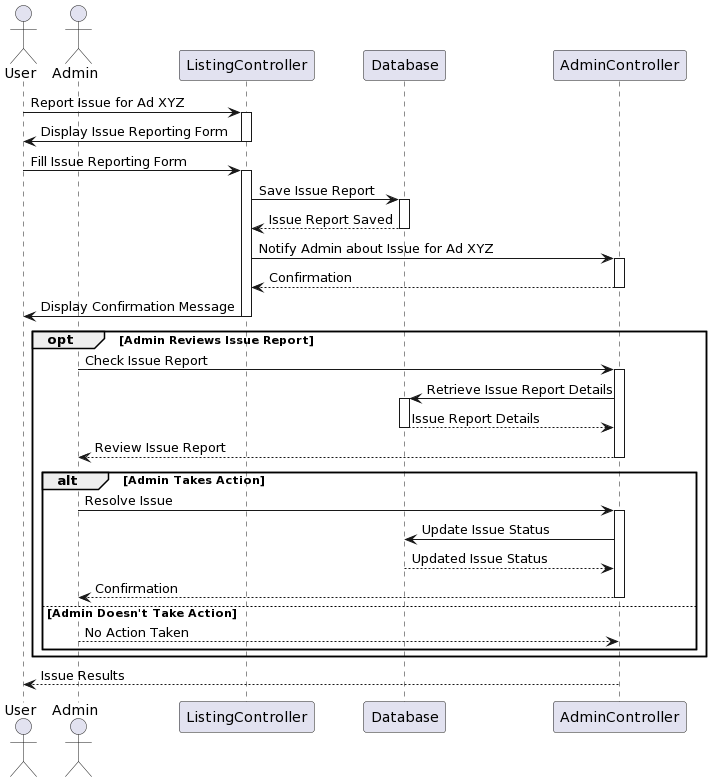 User
Admin
ListingController
Database
AdminController
Report Issue for Ad XYZ
Display Issue Reporting Form
Fill Issue Reporting Form
Save Issue Report
Issue Report Saved
Notify Admin about Issue for Ad XYZ
Confirmation
Display Confirmation Message
opt
[Admin Reviews Issue Report]
Check Issue Report
Retrieve Issue Report Details
Issue Report Details
Review Issue Report
alt
[Admin Takes Action]
Resolve Issue
Update Issue Status
Updated Issue Status
Confirmation
[Admin Doesn't Take Action]
No Action Taken
Issue Results
User
Admin
ListingController
Database
AdminController